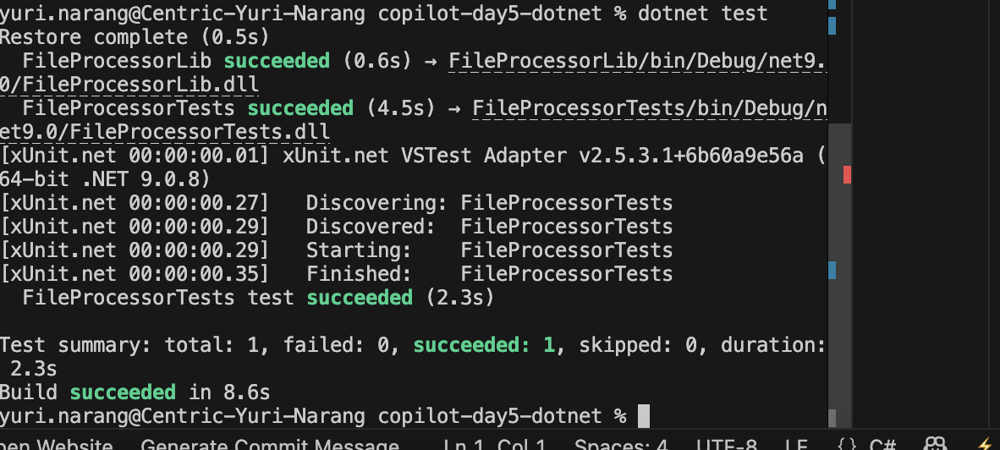 yuri.narang@Centric-Yuri-Narang copilot-day5-dotnet % dotnet test
Restore complete (0.5s)
  FileProcessorLib succeeded (0.6s) → FileProcessorLib/bin/Debug/net9.
0/FileProcessorLib.dll
  FileProcessorTests succeeded (4.5s) → FileProcessorTests/bin/Debug/n
et9.0/FileProcessorTests.dll
[xUnit.net 00:00:00.01] xUnit.net VSTest Adapter v2.5.3.1+6b60a9e56a (
64-bit .NET 9.0.8)
[xUnit.net 00:00:00.27]   Discovering: FileProcessorTests
[xUnit.net 00:00:00.29]   Discovered:  FileProcessorTests
[xUnit.net 00:00:00.29]   Starting:    FileProcessorTests
[xUnit.net 00:00:00.35]   Finished:    FileProcessorTests
  FileProcessorTests test succeeded (2.3s)

Test summary: total: 1, failed: 0, succeeded: 1, skipped: 0, duration:
 2.3s
Build succeeded in 8.6s
yuri.narang@Centric-Yuri-Narang copilot-day5-dotnet %
pen Website Generate Commit Message Ln 1, Col 1 Spaces: 4 UTF-8 LF {} C#